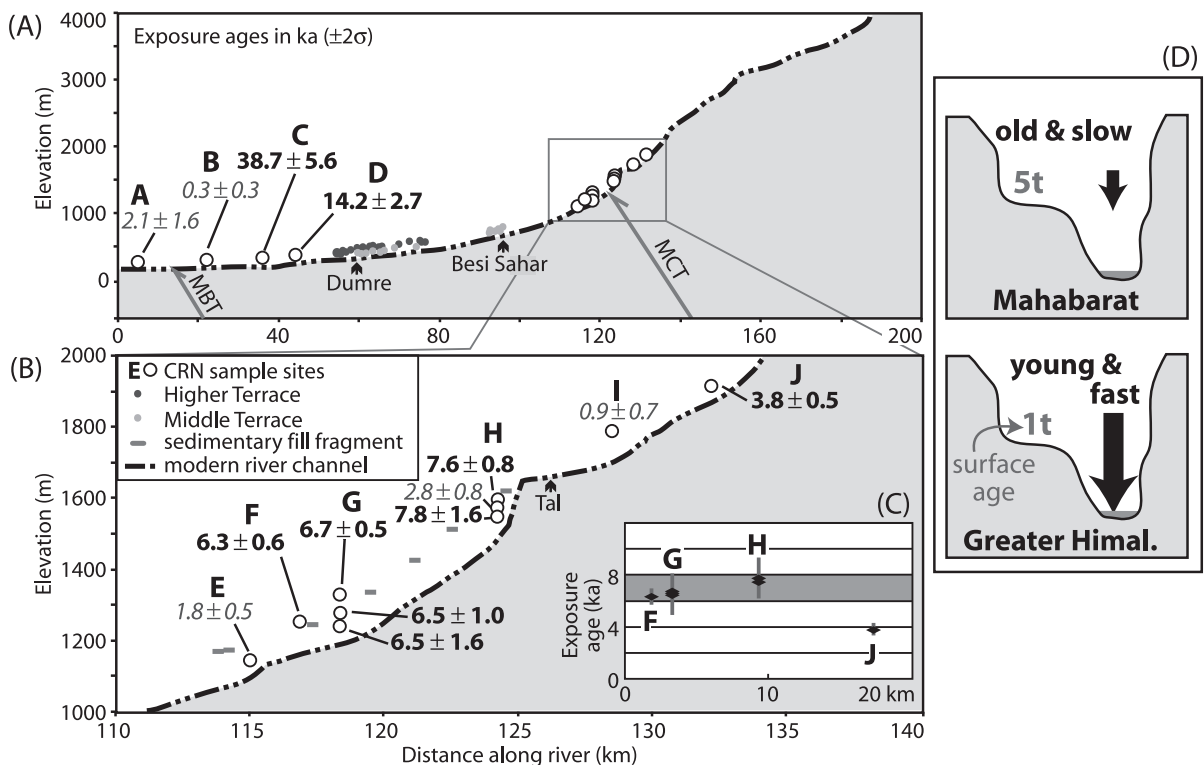 (A)
Exposure ages in ka (±2σ)
Elevation (m)
4000
3000
2000
1000
0
A
2.1 ± 1.6
B
0.3 ± 0.3
C
38.7 ± 5.6
D
14.2 ± 2.7
MBT
Dumre
Besi Sahar
MCT
0
40
80
120
160
200
(B)
Elevation (m)
2000
1800
1600
1400
1200
1000
E CRN sample sites
Higher Terrace
Middle Terrace
sedimentary fill fragment
modern river channel
E
1.8 ± 0.5
F
6.3 ± 0.6
G
6.7 ± 0.5
6.5 ± 1.0
6.5 ± 1.6
H
7.6 ± 0.8
2.8 ± 0.8
7.8 ± 1.6
I
0.9 ± 0.7
J
3.8 ± 0.5
Tal
110
115
120
125
130
135
140
Distance along river (km)
(C)
Exposure
age (ka)
8
4
0
F
G
H
J
0
10
20 km
(D)
old & slow
5t
Mahabarat
young &
fast
1t
surface
age
Greater Himal.